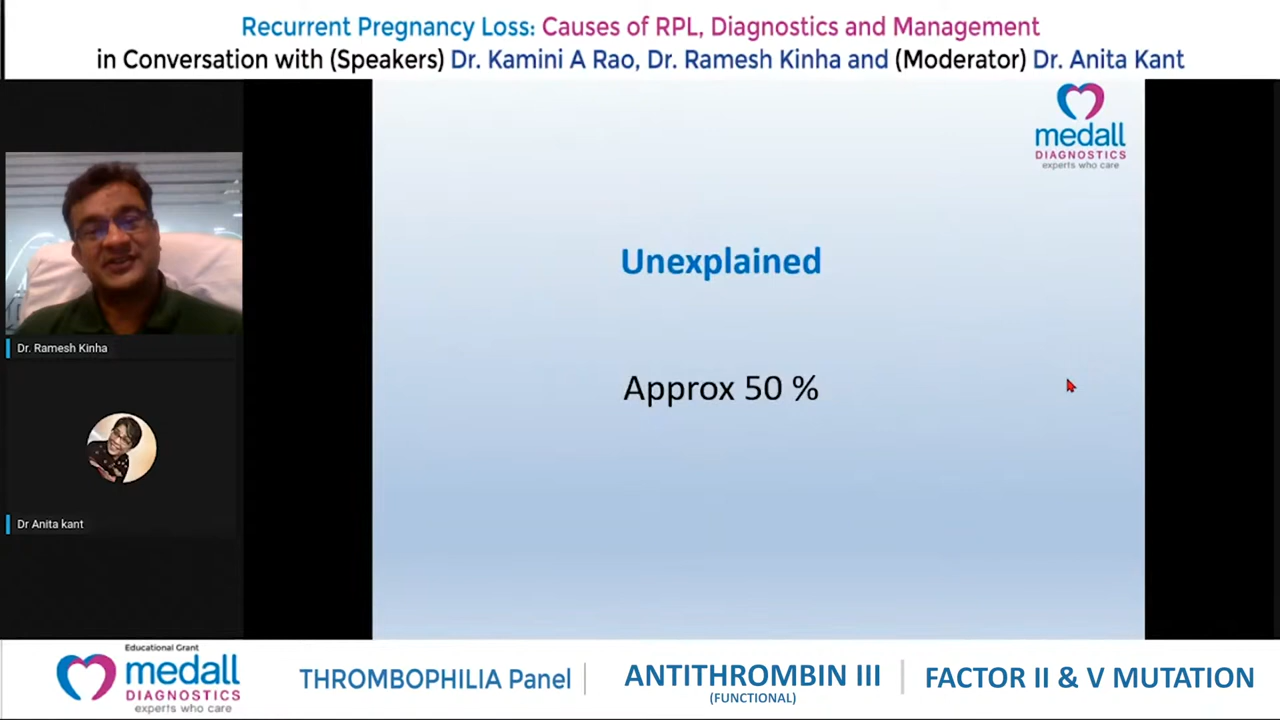 Recurrent Pregnancy Loss: Causes of RPL, Diagnostics and Management
in Conversation with (Speakers) Dr. Kamini A Rao, Dr. Ramesh Kinha and (Moderator) Dr. Anita Kant
medall
DIAGNOSTICS
experts who care
Unexplained
Approx 50 %
Dr. Ramesh Kinha
Dr Anita kant
Educational Grant
medall
DIAGNOSTICS
experts who care
THROMBOPHILIA Panel
ANTITHROMBIN III
(FUNCTIONAL)
FACTOR II & V MUTATION